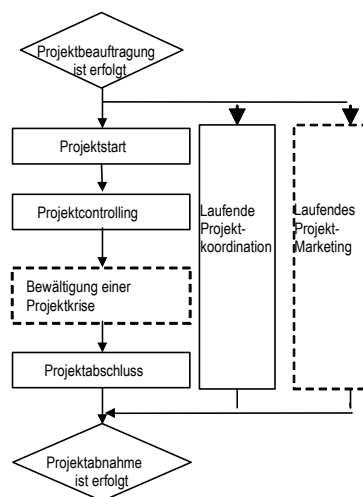 Projektbeauftragung
ist erfolgt
Projektstart
Projektcontrolling
Bewältigung einer
Projektkrise
Projektabschluss
Laufende
Projekt-
koordination
Laufendes
Projekt-
Marketing
Projektabnahme
ist erfolgt